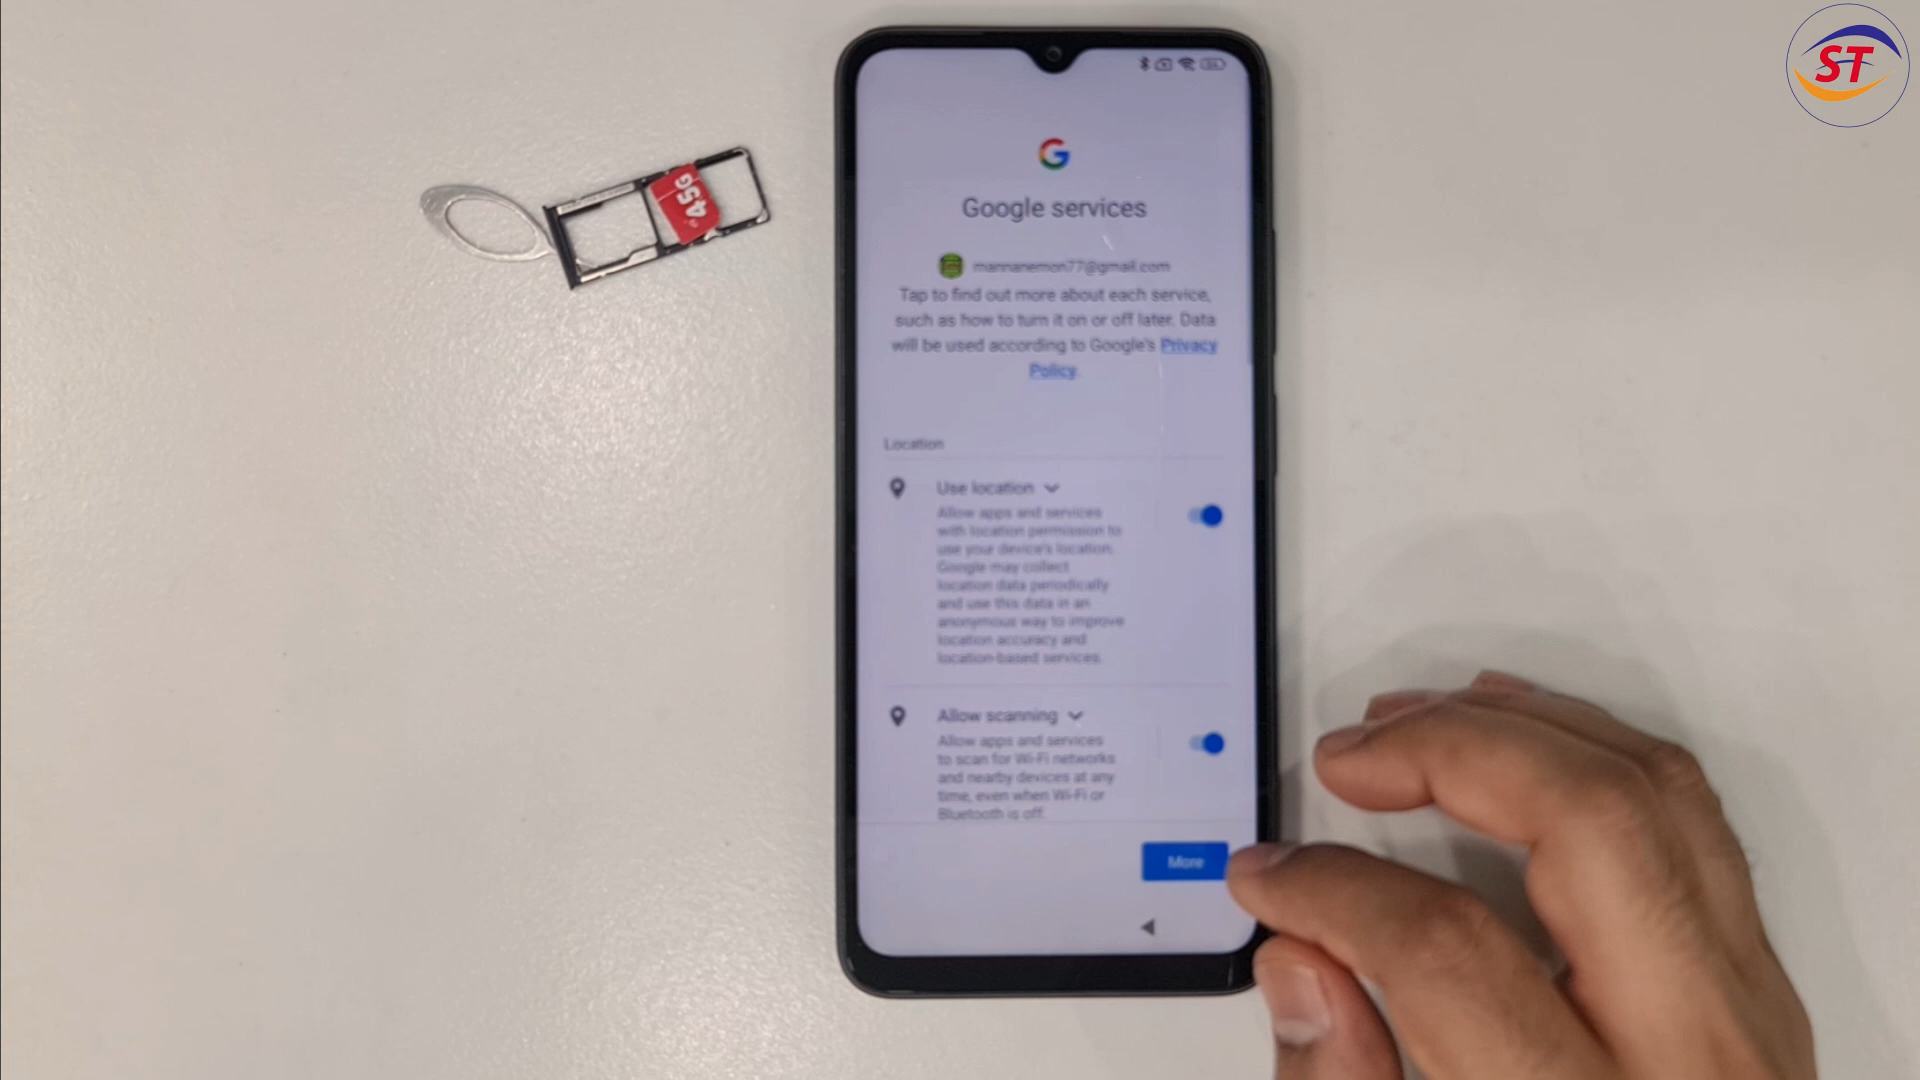 ST
4.5G
Google services
mannanemon77@gmail.com
Tap to find out more about each service,
such as how to turn it on or off later. Data
will be used according to Google's Privacy
Policy.
Location
Use location
Allow apps and services
with location permission to
use your device's location.
Google may collect
location data periodically
and use this data in an
anonymous way to improve
location accuracy and
location-based services.
Allow scanning
Allow apps and services
to scan for Wi-Fi networks
and nearby devices at any
time, even when Wi-Fi or
Bluetooth is off.
More